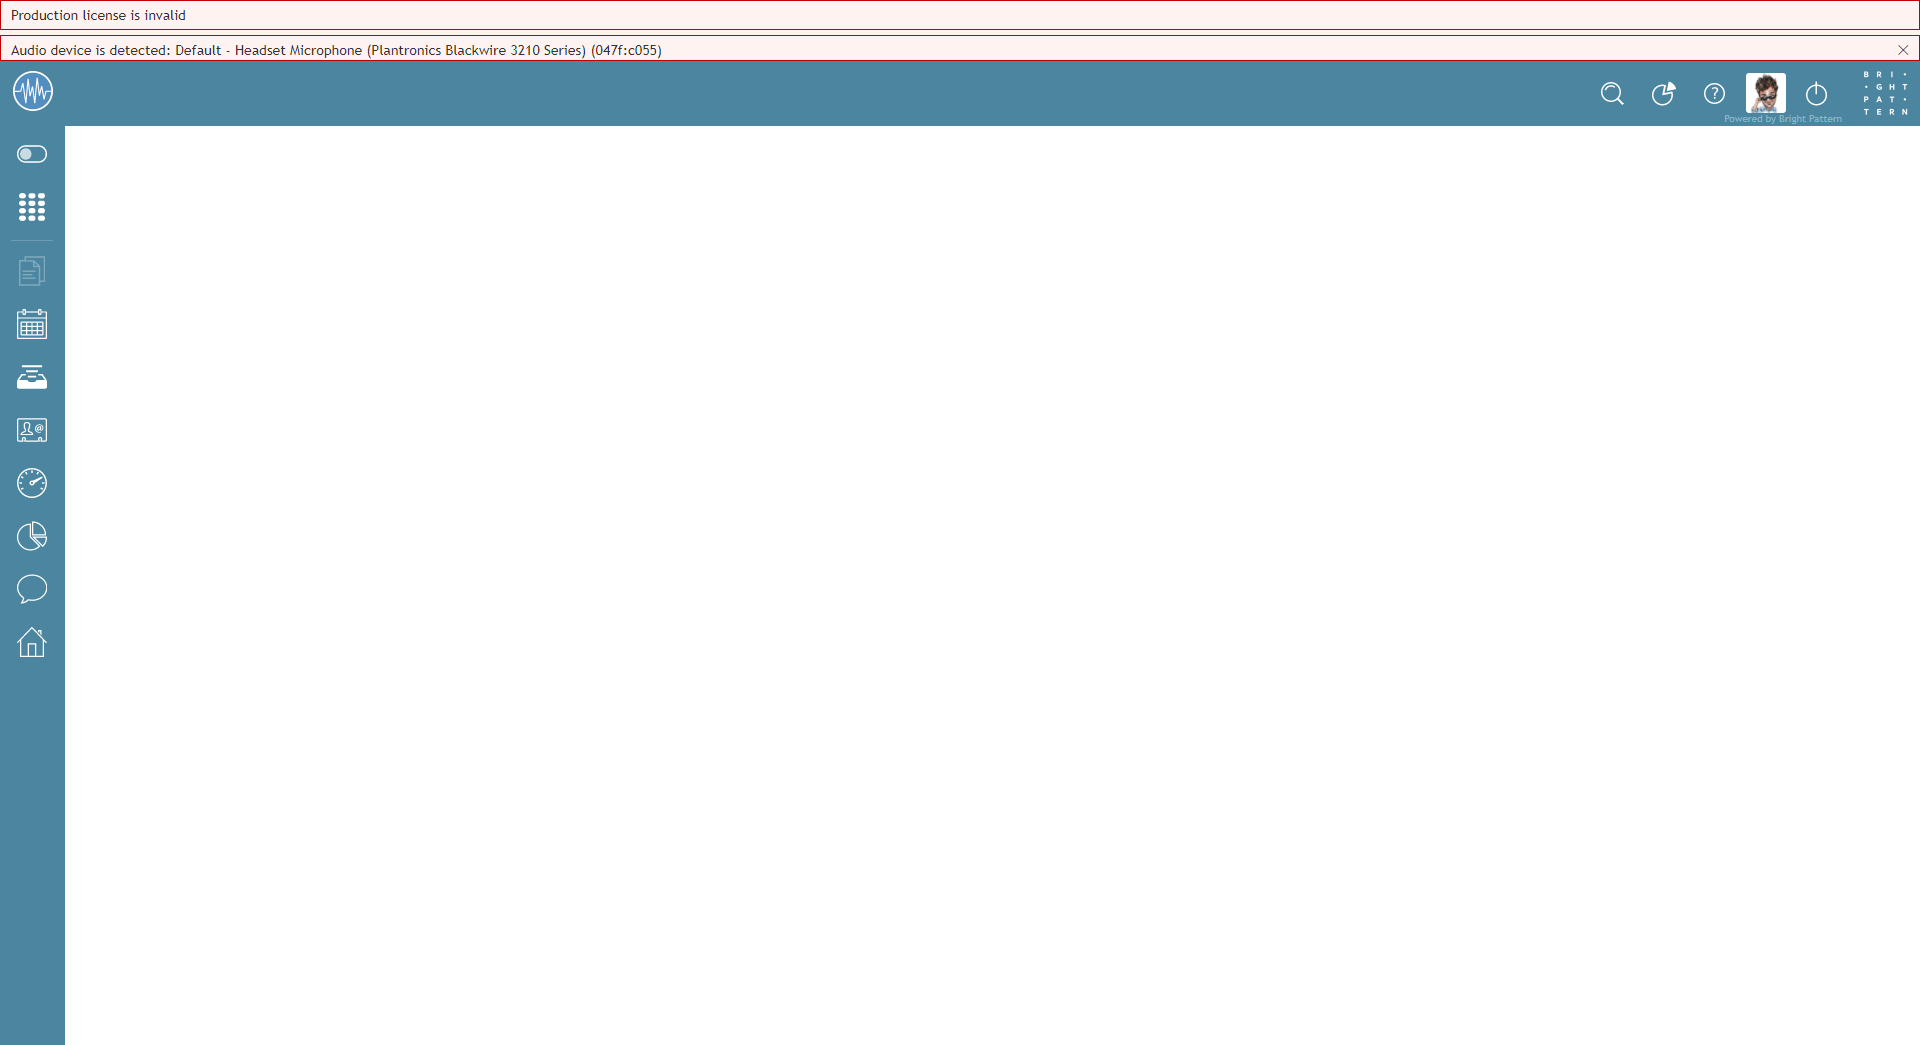 Production license is invalid
Audio device is detected: Default - Headset Microphone (Plantronics Blackwire 3210 Series) (047f:c055)
Powered by Bright Pattern
B R I •
• G H T
P A T •
T E R N